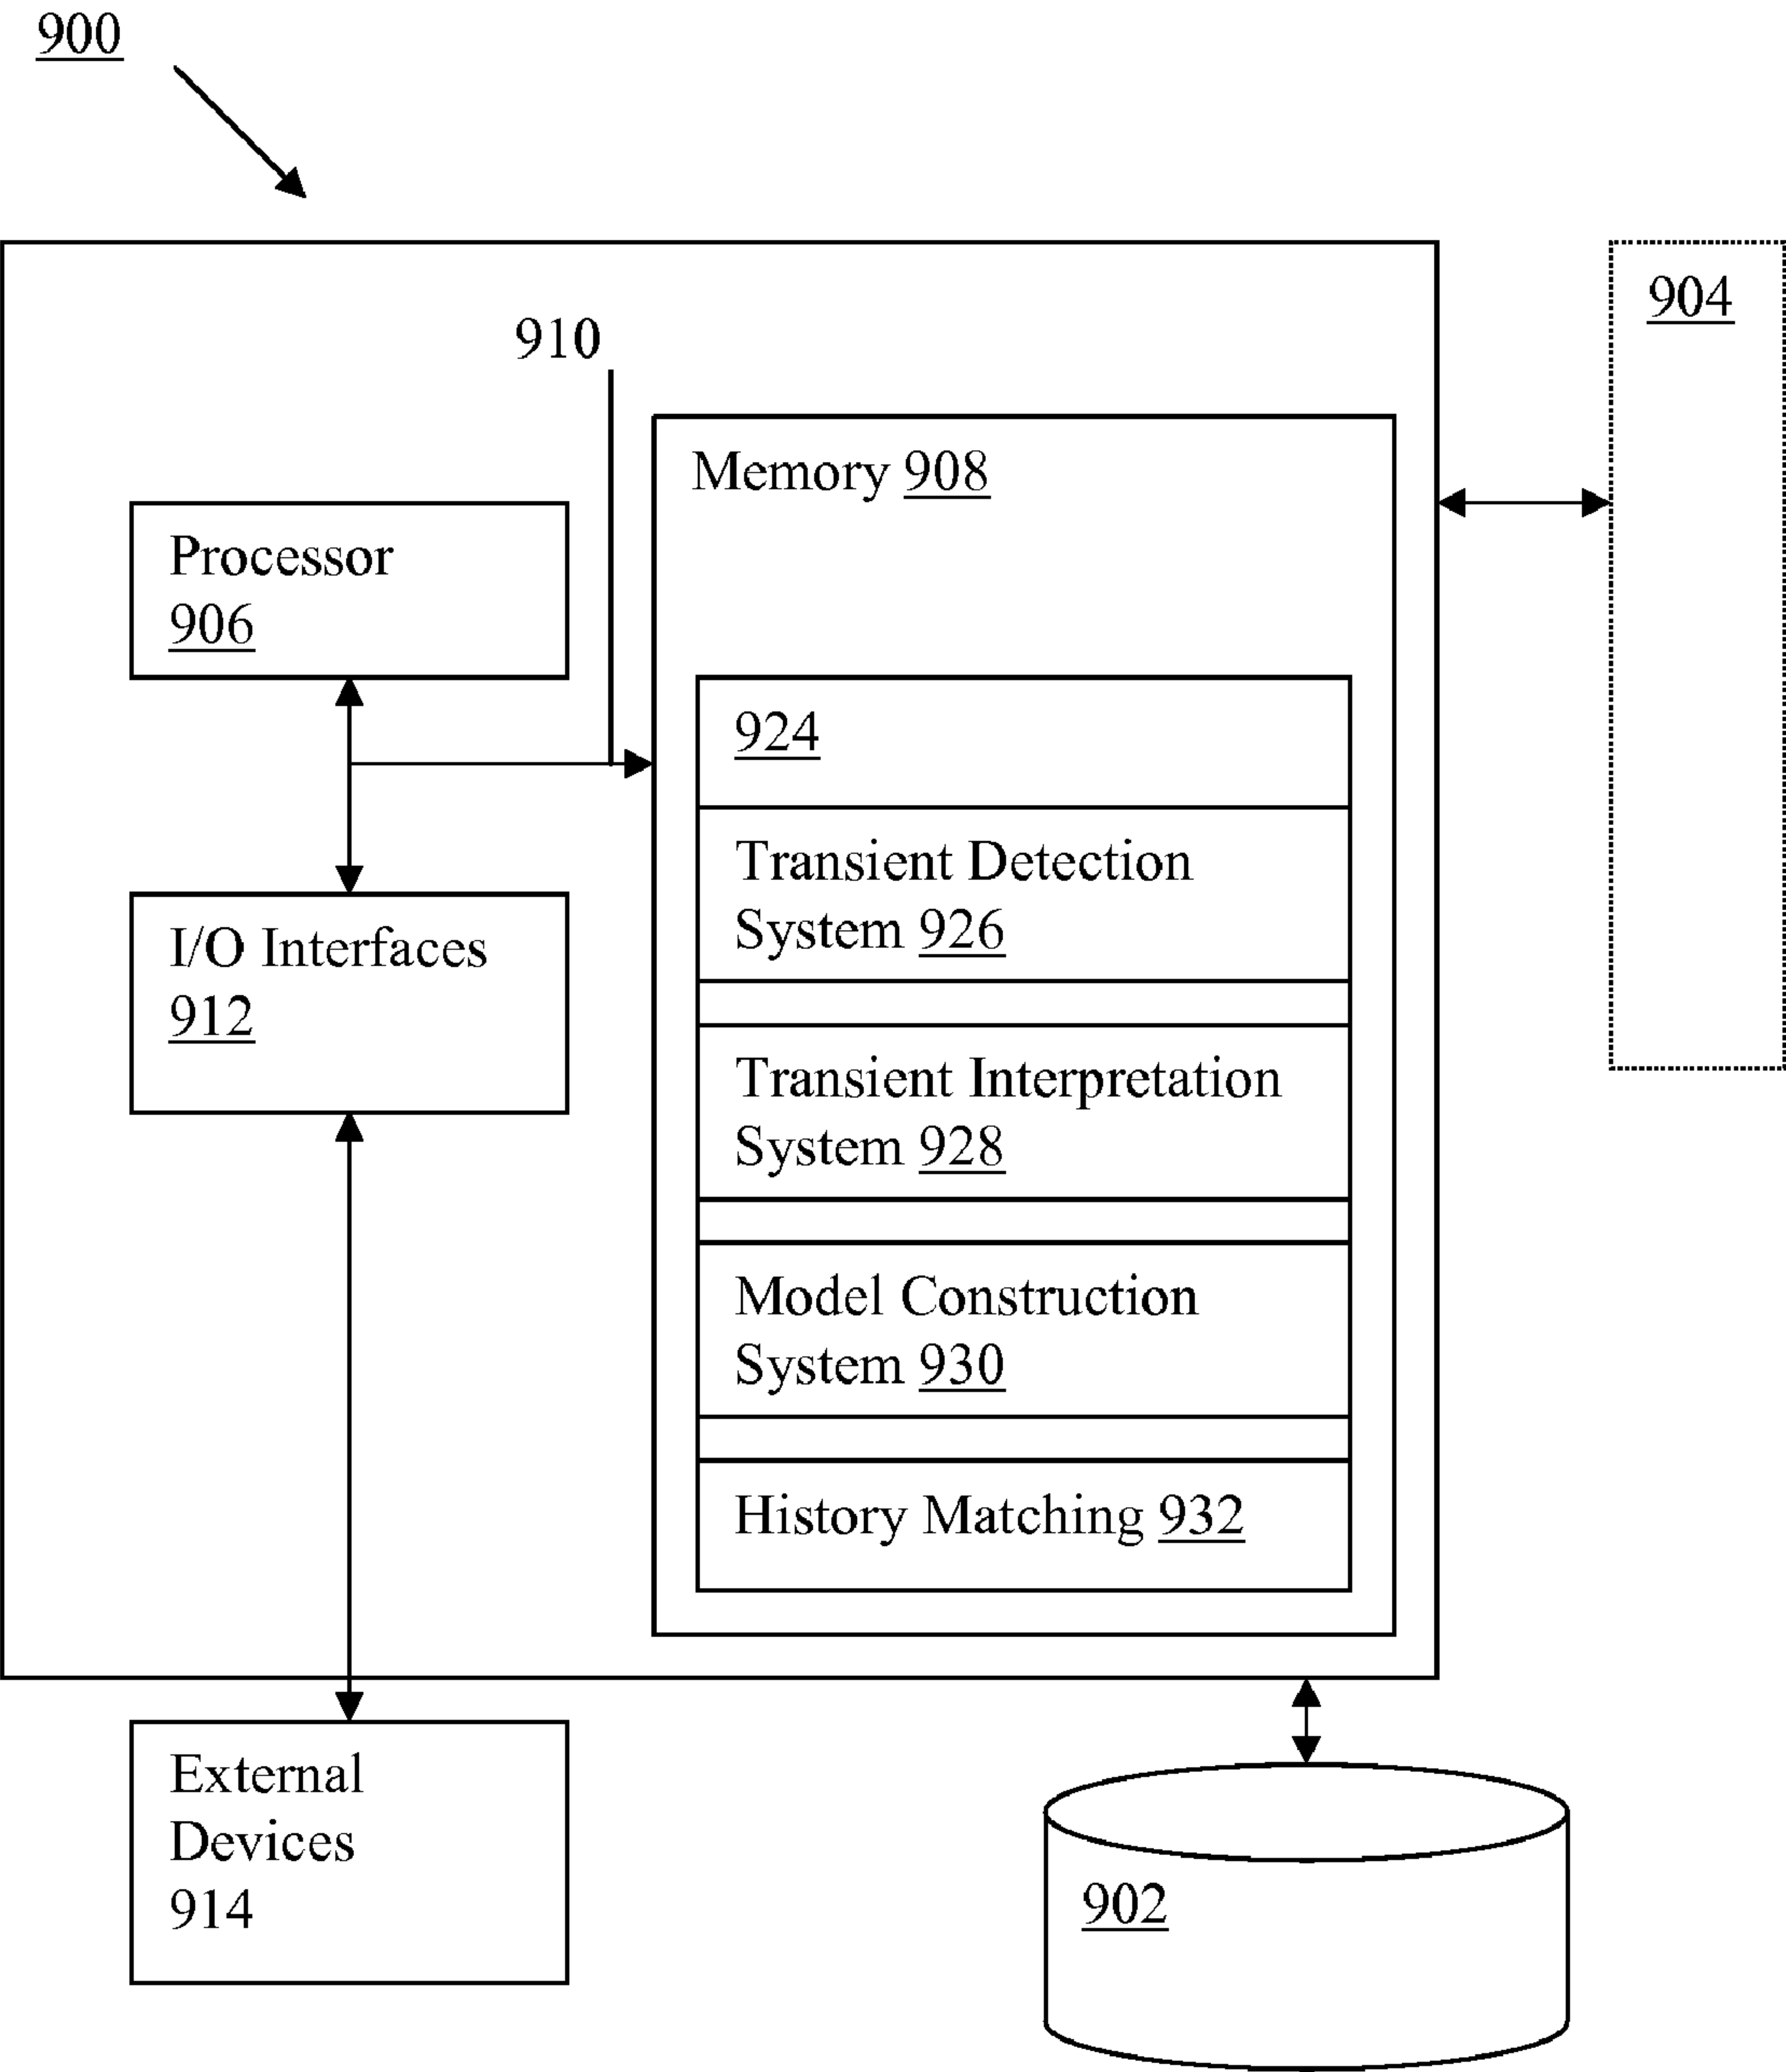 900
904
910
Memory 908
Processor
906
924
Transient Detection
System 926
I/O Interfaces
912
Transient Interpretation
System 928
Model Construction
System 930
History Matching 932
External
Devices
914
902